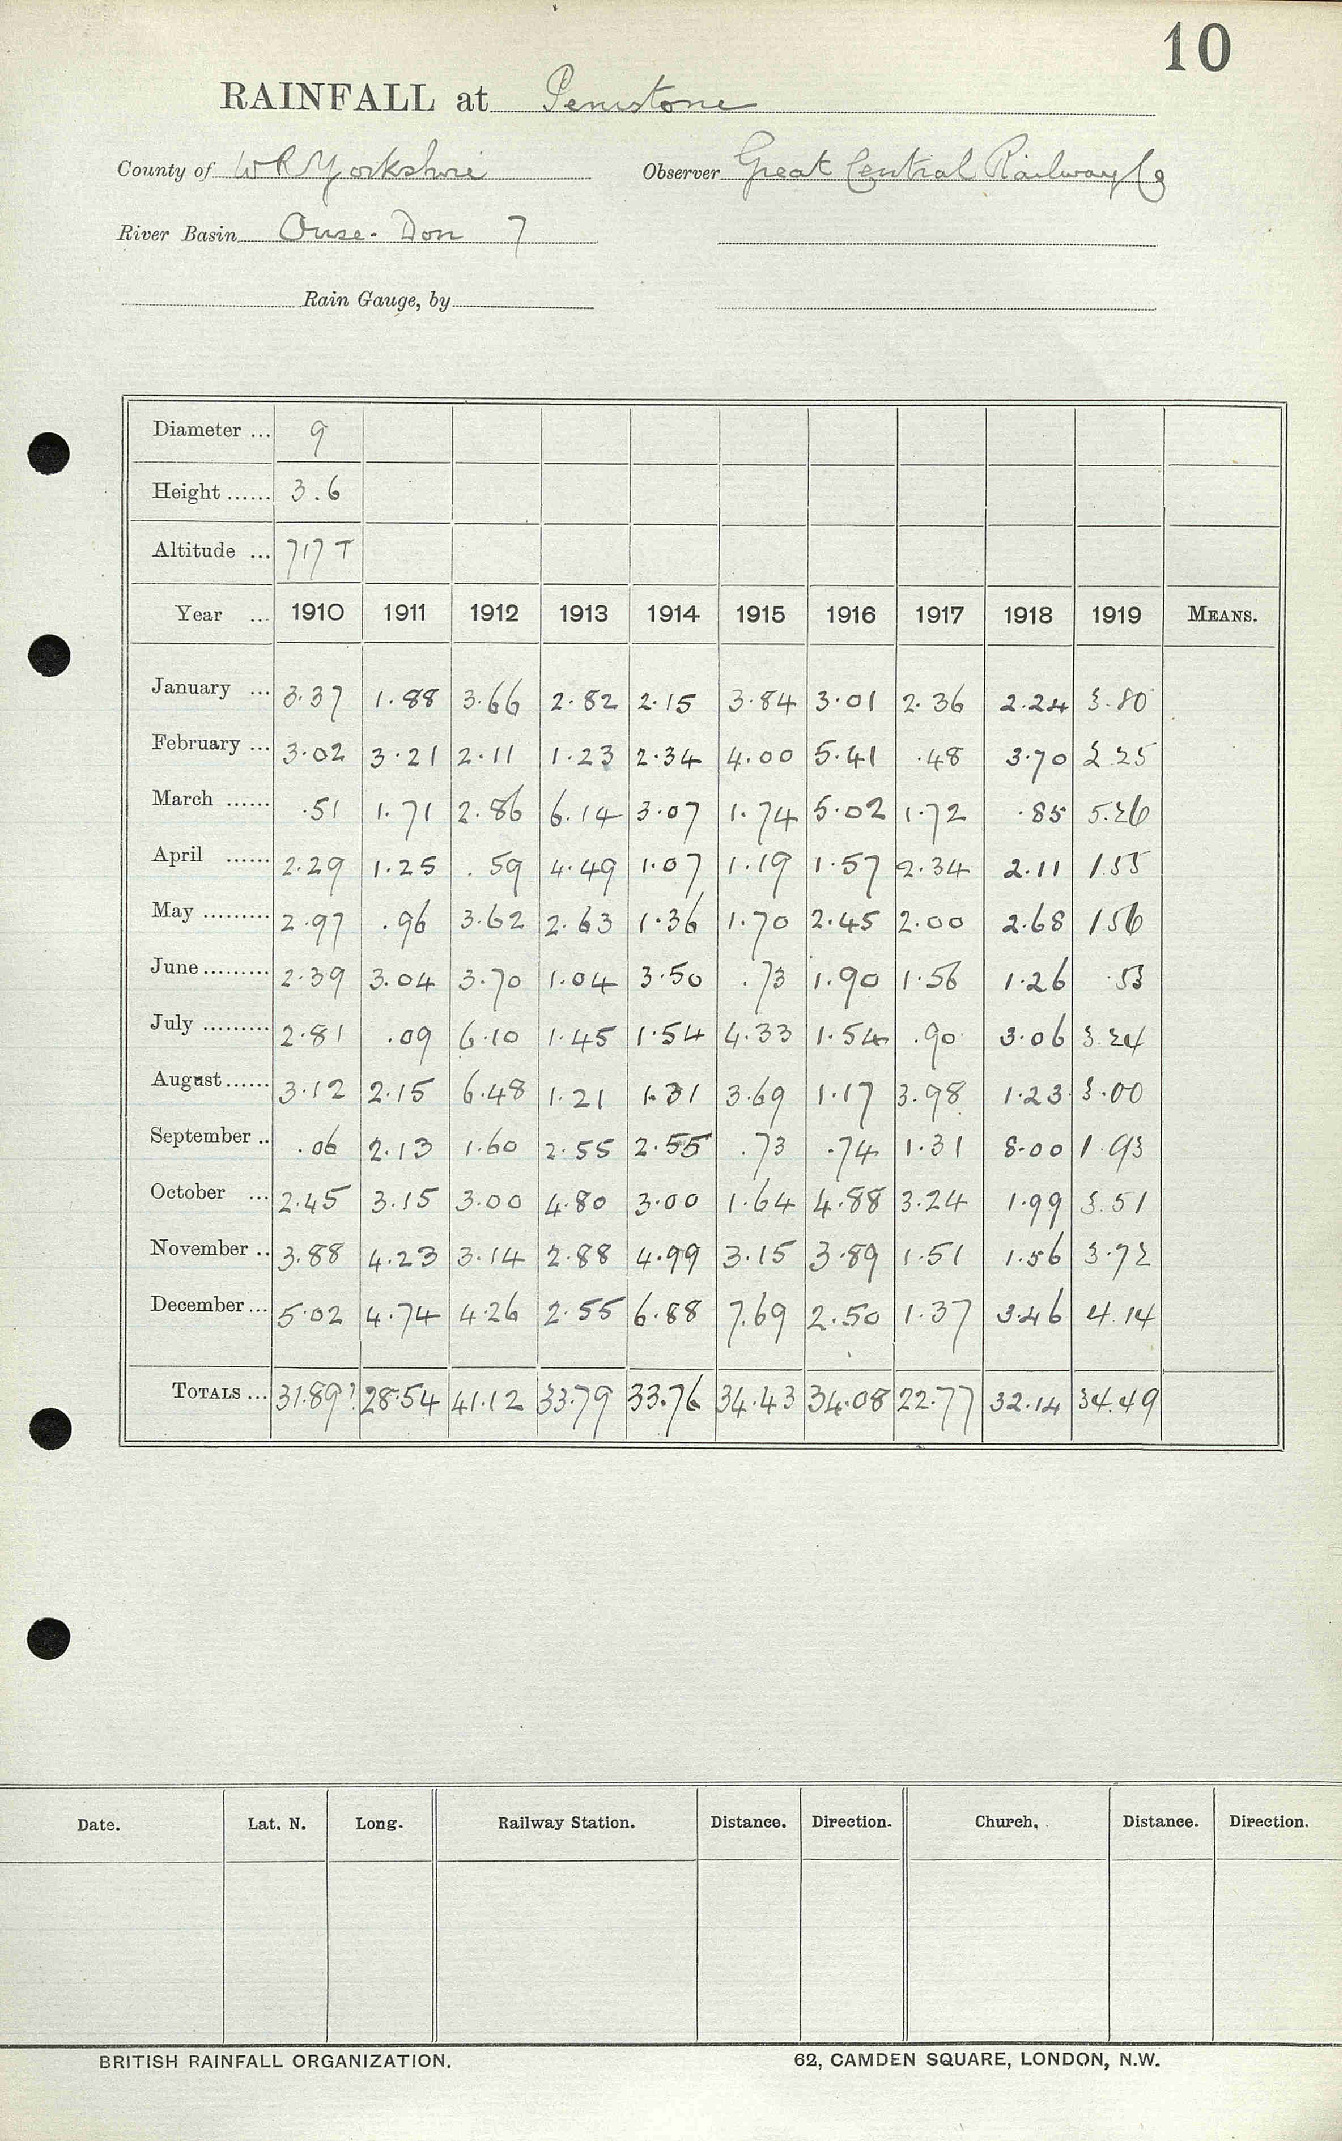 10
RAINFALL at Penistone
County of W R Yorkshire Observer Great Central Railway Co
River Basin Ouse. Don 7
Rain Gauge, by
Diameter ... 9
Height ...... 3.6
Altitude ... 717 T
Year ... 1910 1911 1912 1913 1914 1915 1916 1917 1918 1919 MEANS.
January ... 3.37 1.88 3.66 2.82 2.15 3.84 3.01 2.36 2.24 3.80
February ... 3.02 3.21 2.11 1.23 2.34 4.00 5.41 .48 3.70 2.25
March ...... .51 1.71 2.86 6.14 3.07 1.74 5.02 1.72 .85 5.26
April ...... 2.29 1.25 .59 4.49 1.07 1.19 1.57 2.34 2.11 1.55
May ......... 2.97 .96 3.62 2.63 1.36 1.70 2.45 2.00 2.68 1.56
June ......... 2.39 3.04 3.70 1.04 3.50 .73 1.90 1.56 1.26 .53
July ......... 2.81 .09 6.10 1.45 1.54 4.33 1.54 .90 3.06 3.24
August ...... 3.12 2.15 6.48 1.21 1.31 3.69 1.17 3.98 1.23 3.00
September .. .06 2.13 1.60 2.55 2.55 .73 .74 1.31 8.00 1.93
October ... 2.45 3.15 3.00 4.80 3.00 1.64 4.88 3.24 1.99 3.51
November .. 3.88 4.23 3.14 2.88 4.99 3.15 3.89 1.51 1.56 3.72
December ... 5.02 4.74 4.26 2.55 6.88 7.69 2.50 1.37 3.46 4.14
TOTALS ... 31.89? 28.54 41.12 33.79 33.76 34.43 34.08 22.77 32.14 34.49
Date. Lat. N. Long. Railway Station. Distance. Direction. Church. Distance. Direction.
BRITISH RAINFALL ORGANIZATION. 62, CAMDEN SQUARE, LONDON, N.W.